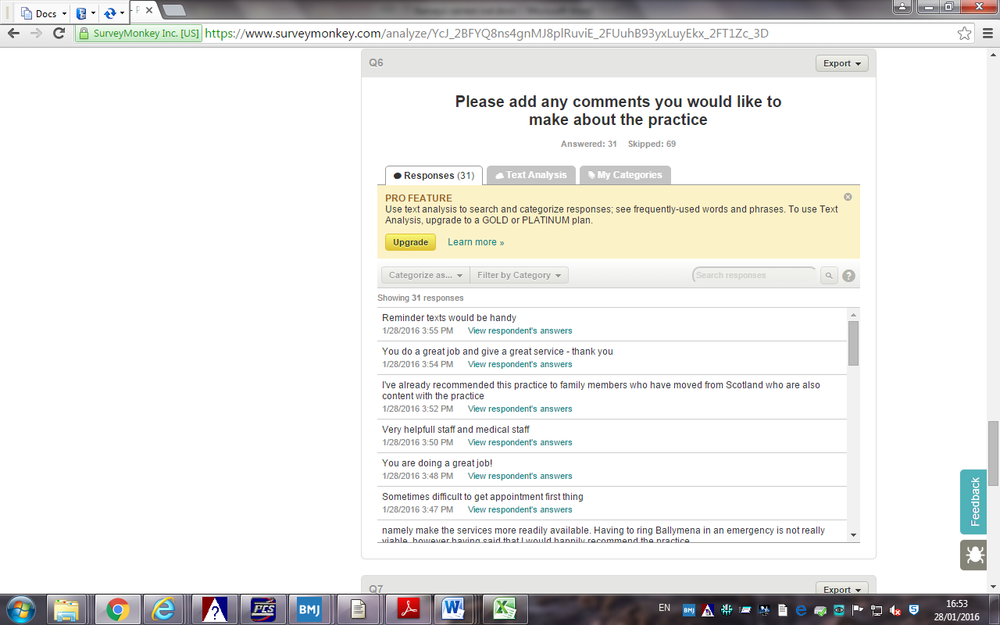 Docs
SurveyMonkey Inc. [US] https://www.surveymonkey.com/analyze/YcJ_2BFYQ8ns4gnMJ8plRuviE_2FUuhB93yxLuyEkx_2FT1Zc_3D
Q6
Export
Please add any comments you would like to
make about the practice
Answered: 31 Skipped: 69
Responses (31)
Text Analysis
My Categories
PRO FEATURE
Use text analysis to search and categorize responses; see frequently-used words and phrases. To use Text
Analysis, upgrade to a GOLD or PLATINUM plan.
Upgrade
Learn more »
Categorize as...
Filter by Category
Search responses
?
Showing 31 responses
Reminder texts would be handy
1/28/2016 3:55 PM View respondent's answers
You do a great job and give a great service - thank you
1/28/2016 3:54 PM View respondent's answers
I've already recommended this practice to family members who have moved from Scotland who are also
content with the practice
1/28/2016 3:52 PM View respondent's answers
Very helpfull staff and medical staff
1/28/2016 3:50 PM View respondent's answers
You are doing a great job!
1/28/2016 3:48 PM View respondent's answers
Sometimes difficult to get appointment first thing
1/28/2016 3:47 PM View respondent's answers
namely make the services more readily available. Having to ring Ballymena in an emergency is not really
viable, however having said that I would happily recommend the practice
Feedback
Q7
Export
BMJ
EN
BMJ
16:53
28/01/2016